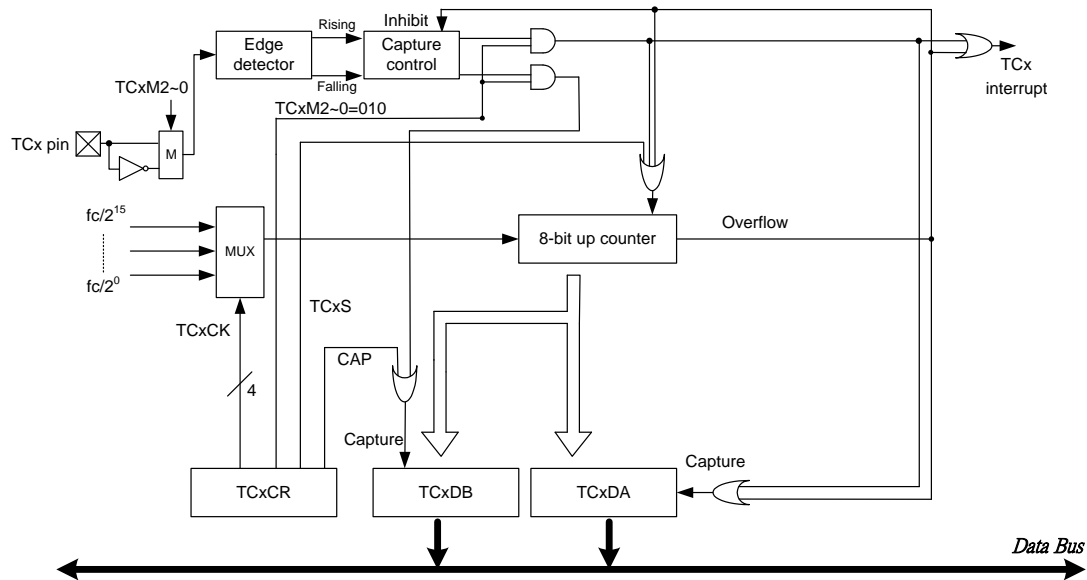 Inhibit
Rising
Edge
detector
Capture
control
Falling
TCx
interrupt
TCxM2~0
TCxM2~0=010
TCx pin
M
fc/2^15
MUX
8-bit up counter
Overflow
fc/2^0
TCxS
TCxCK
CAP
4
Capture
Capture
TCxCR
TCxDB
TCxDA
Data Bus